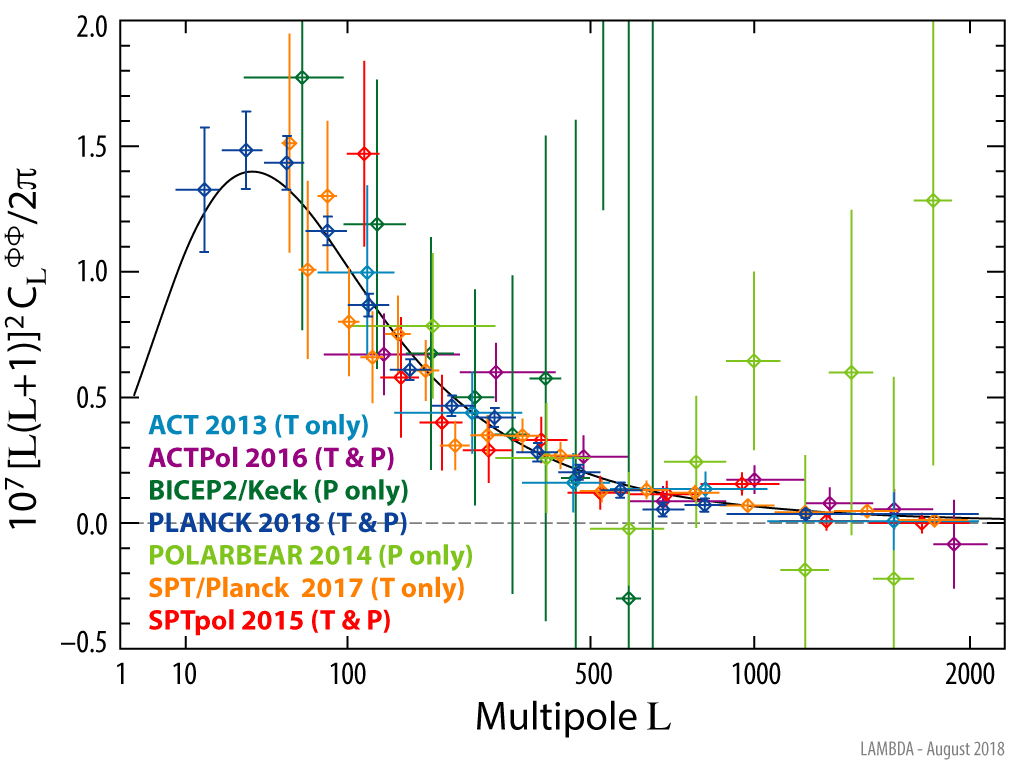 2.0
1.5
1.0
0.5
0.0
−0.5
10⁷ [L(L+1)]² C_L^ΦΦ/2π
ACT 2013 (T only)
ACTPol 2016 (T & P)
BICEP2/Keck (P only)
PLANCK 2018 (T & P)
POLARBEAR 2014 (P only)
SPT/Planck 2017 (T only)
SPTpol 2015 (T & P)
1 10 100 500 1000 2000
Multipole L
LAMBDA - August 2018